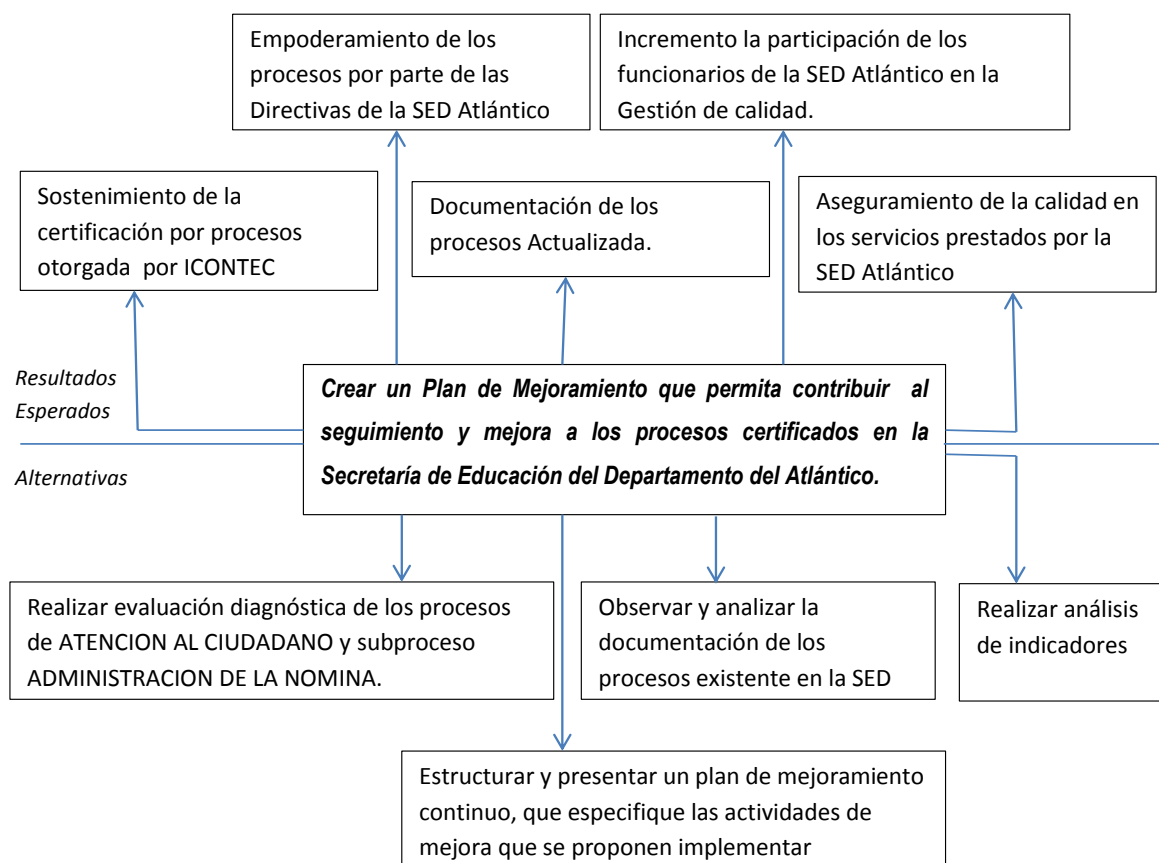 Empoderamiento de los
procesos por parte de las
Directivas de la SED Atlántico
Incremento la participación de los
funcionarios de la SED Atlántico en la
Gestión de calidad.
Sostenimiento de la
certificación por procesos
otorgada por ICONTEC
Documentación de los
procesos Actualizada.
Aseguramiento de la calidad en
los servicios prestados por la
SED Atlántico
Resultados
Esperados
Crear un Plan de Mejoramiento que permita contribuir al
seguimiento y mejora a los procesos certificados en la
Secretaría de Educación del Departamento del Atlántico.
Alternativas
Realizar evaluación diagnóstica de los procesos
de ATENCION AL CIUDADANO y subproceso
ADMINISTRACION DE LA NOMINA.
Observar y analizar la
documentación de los
procesos existente en la SED
Realizar análisis
de indicadores
Estructurar y presentar un plan de mejoramiento
continuo, que especifique las actividades de
mejora que se proponen implementar